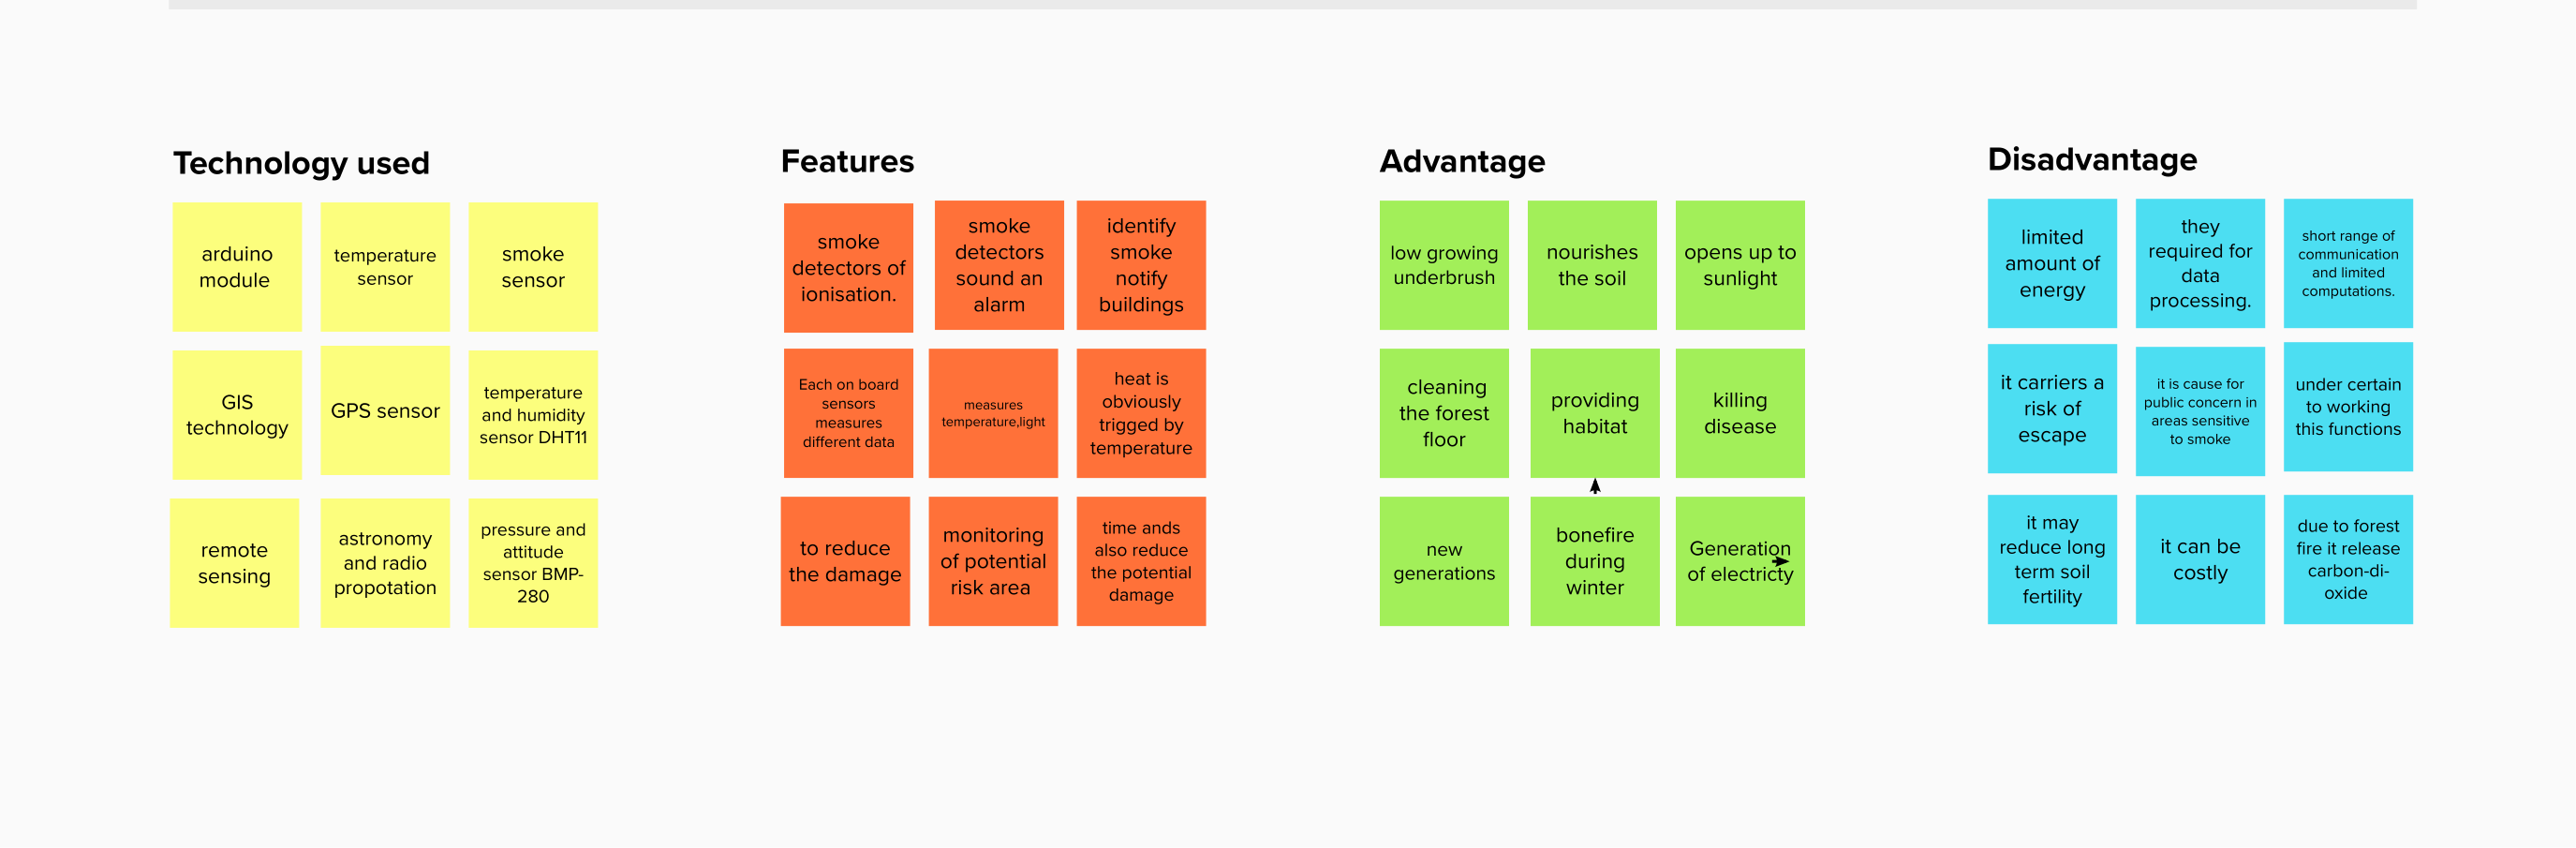 Technology used
arduino
module
temperature
sensor
smoke
sensor
GIS
technology
GPS sensor
temperature
and humidity
sensor DHT11
remote
sensing
astronomy
and radio
propotation
pressure and
attitude
sensor BMP-
280
Features
smoke
detectors of
ionisation.
smoke
detectors
sound an
alarm
identify
smoke
notify
buildings
Each on board
sensors
measures
different data
measures
temperature,light
heat is
obviously
trigged by
temperature
to reduce
the damage
monitoring
of potential
risk area
time ands
also reduce
the potential
damage
Advantage
low growing
underbrush
nourishes
the soil
opens up to
sunlight
cleaning
the forest
floor
providing
habitat
killing
disease
new
generations
bonefire
during
winter
Generation
of electricty
Disadvantage
limited
amount of
energy
they
required for
data
processing.
short range of
communication
and limited
computations.
it carriers a
risk of
escape
it is cause for
public concern in
areas sensitive
to smoke
under certain
to working
this functions
it may
reduce long
term soil
fertility
it can be
costly
due to forest
fire it release
carbon-di-
oxide